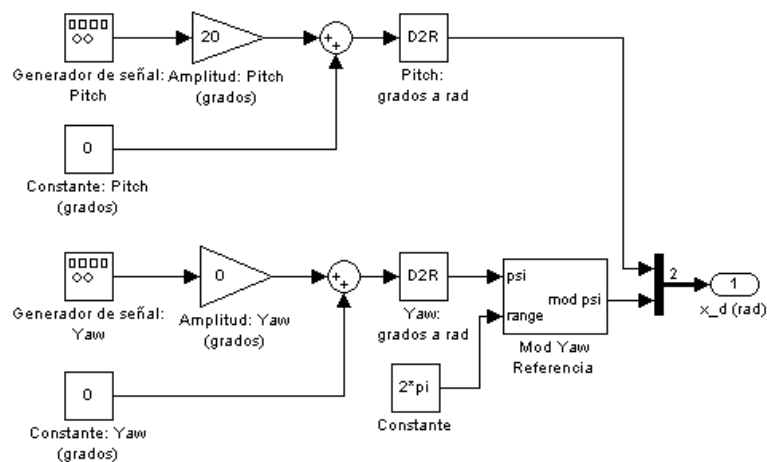 20
+
+
D2R
Generador de señal:
Pitch
Amplitud: Pitch
(grados)
Pitch:
grados a rad
0
Constante: Pitch
(grados)
0
+
+
D2R
psi
mod psi
range
2
1
x_d (rad)
Generador de señal:
Yaw
Amplitud: Yaw
(grados)
Yaw:
grados a rad
Mod Yaw
Referencia
0
2*pi
Constante
Constante: Yaw
(grados)